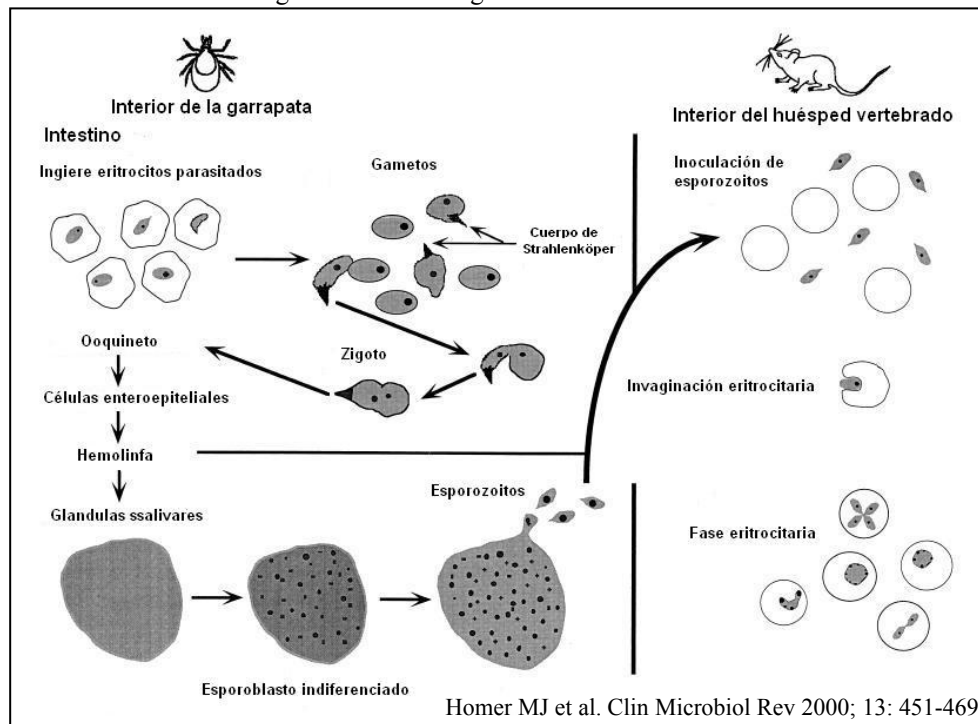 Interior de la garrapata
Intestino
Ingiere eritrocitos parasitados
Gametos
Cuerpo de
Strahlenköper
Ooquineto
Zigoto
Células enteroepiteliales
Hemolinfa
Glandulas ssalivares
Esporozoitos
Esporoblasto indiferenciado
Interior del huésped vertebrado
Inoculación de
esporozoitos
Invaginación eritrocitaria
Fase eritrocitaria
Homer MJ et al. Clin Microbiol Rev 2000; 13: 451-469